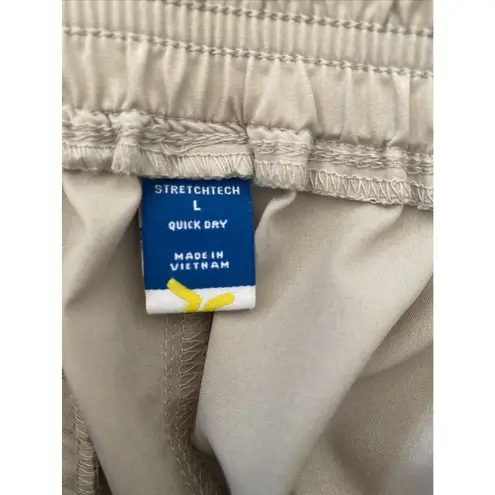 STRETCHTECH
L
QUICK DRY
MADE IN
VIETNAM